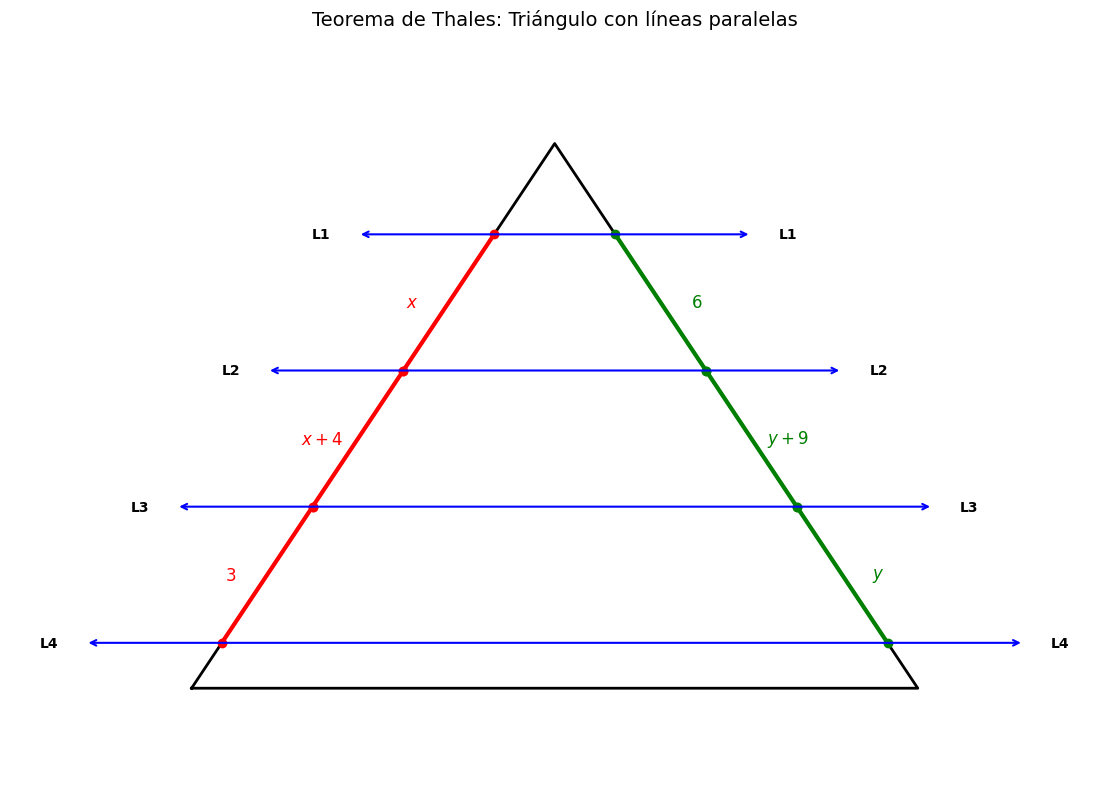 Teorema de Thales: Triángulo con líneas paralelas
L1 L1
x 6
L2 L2
x + 4 y + 9
L3 L3
3 y
L4 L4